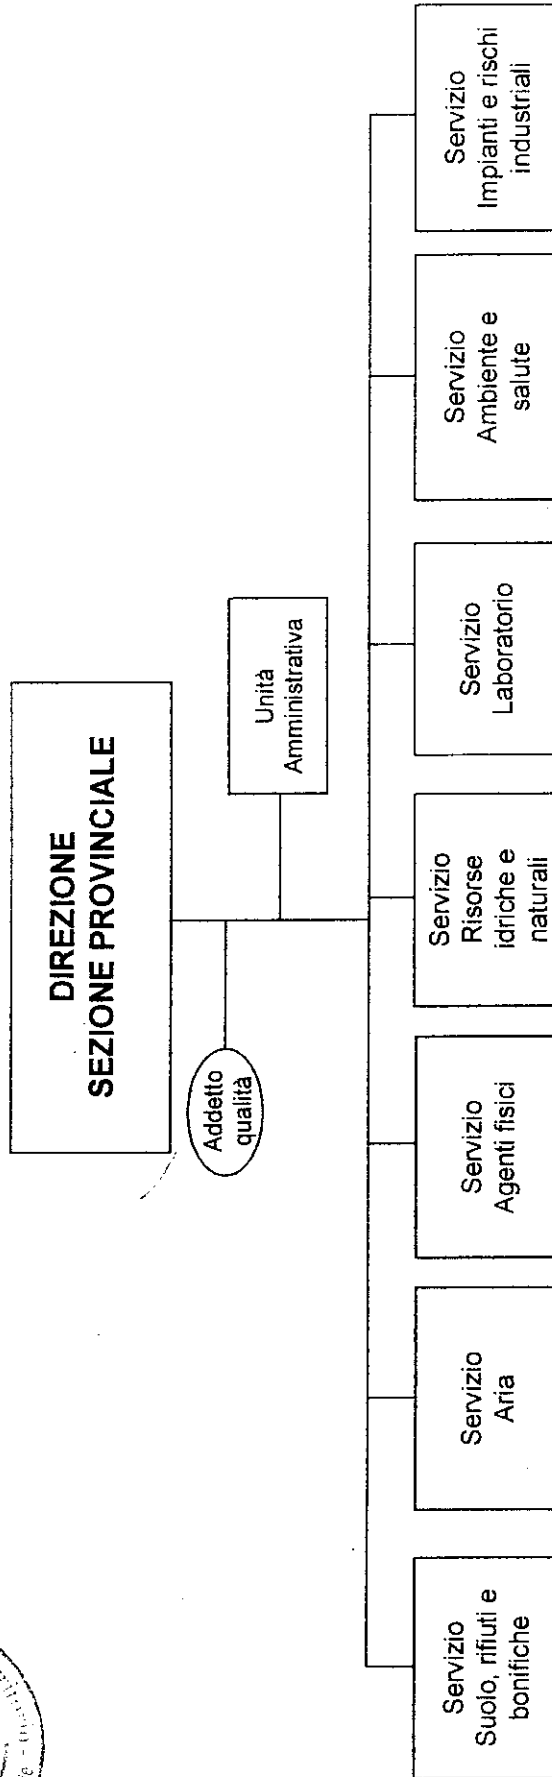 DIREZIONE
SEZIONE PROVINCIALE
Addetto
qualità
Unità
Amministrativa
Servizio
Suolo, rifiuti e
bonifiche
Servizio
Aria
Servizio
Agenti fisici
Servizio
Risorse
idriche e
naturali
Servizio
Laboratorio
Servizio
Ambiente e
salute
Servizio
Impianti e rischi
industriali